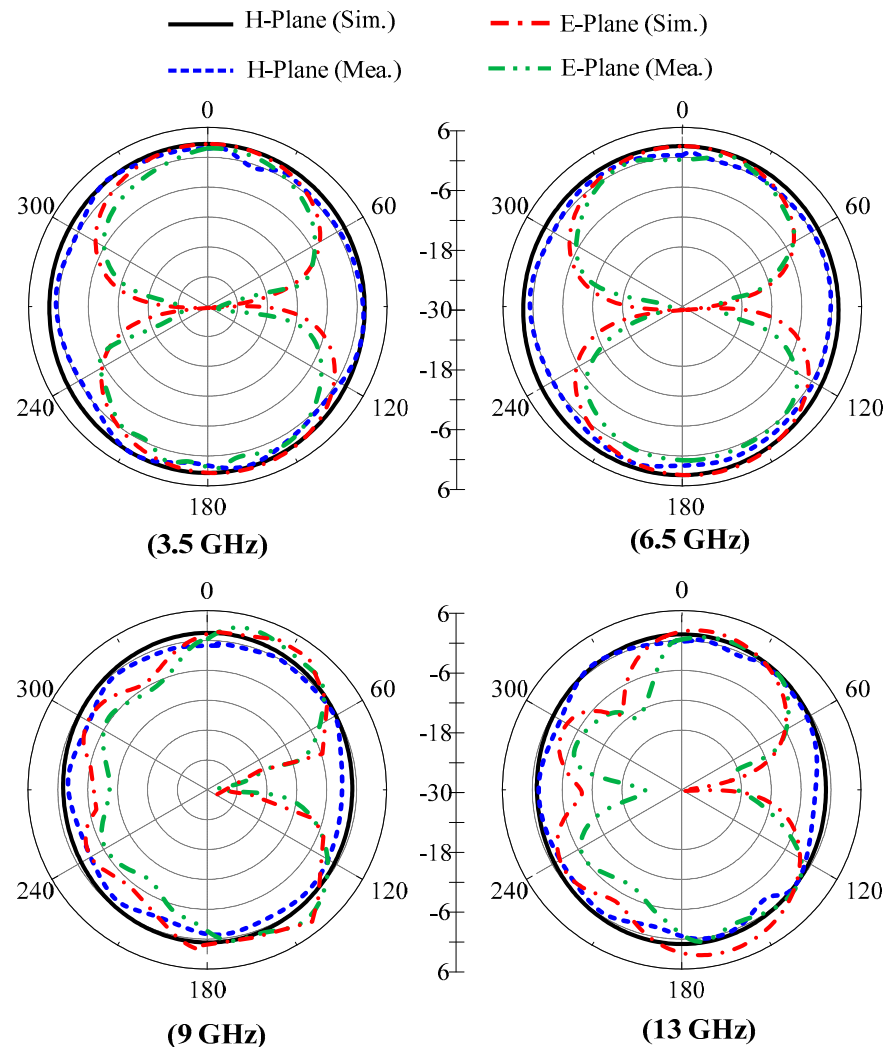 H-Plane (Sim.) E-Plane (Sim.)
H-Plane (Mea.) E-Plane (Mea.)
0 6 0
300 60 -6 300 60
-18
-30
-18
240 120 -6 240 120
180 6 180
(3.5 GHz) (6.5 GHz)
0 6 0
300 60 -6 300 60
-18
-30
-18
240 120 -6 240 120
180 6 180
(9 GHz) (13 GHz)